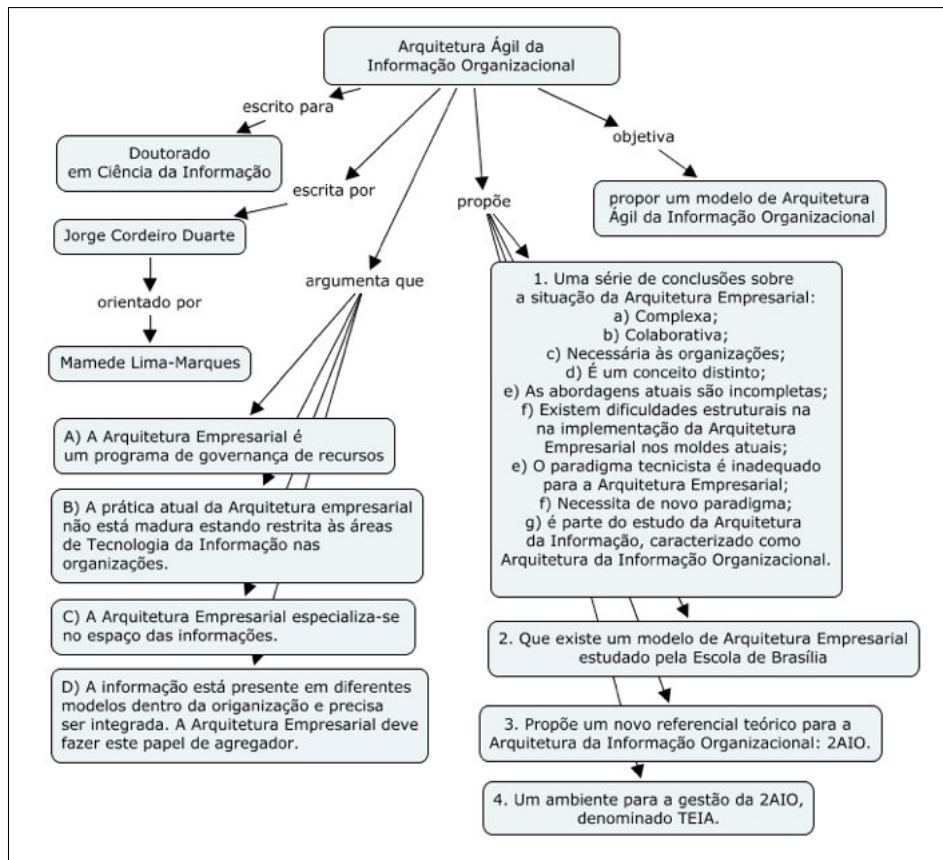 Arquitetura Ágil da
Informação Organizacional
escrito para
Doutorado
em Ciência da Informação
escrita por
Jorge Cordeiro Duarte
orientado por
Mamede Lima-Marques
argumenta que
A) A Arquitetura Empresarial é
um programa de governança de recursos
B) A prática atual da Arquitetura empresarial
não está madura estando restrita às áreas
de Tecnologia da Informação nas
organizações.
C) A Arquitetura Empresarial especializa-se
no espaço das informações.
D) A informação está presente em diferentes
modelos dentro da origanização e precisa
ser integrada. A Arquitetura Empresarial deve
fazer este papel de agregador.
propõe
1. Uma série de conclusões sobre
a situação da Arquitetura Empresarial:
a) Complexa;
b) Colaborativa;
c) Necessária às organizações;
d) É um conceito distinto;
e) As abordagens atuais são incompletas;
f) Existem dificuldades estruturais na
na implementação da Arquitetura
Empresarial nos moldes atuais;
e) O paradigma tecnicista é inadequado
para a Arquitetura Empresarial;
f) Necessita de novo paradigma;
g) é parte do estudo da Arquitetura
da Informação, caracterizado como
Arquitetura da Informação Organizacional.
2. Que existe um modelo de Arquitetura Empresarial
estudado pela Escola de Brasília
3. Propõe um novo referencial teórico para a
Arquitetura da Informação Organizacional: 2AIO.
4. Um ambiente para a gestão da 2AIO,
denominado TEIA.
objetiva
propor um modelo de Arquitetura
Ágil da Informação Organizacional